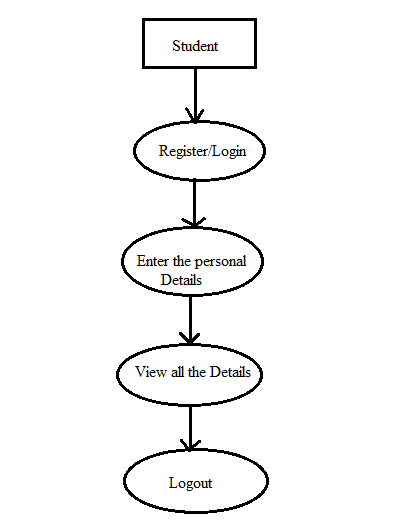 Student
Register/Login
Enter the personal
Details
View all the Details
Logout